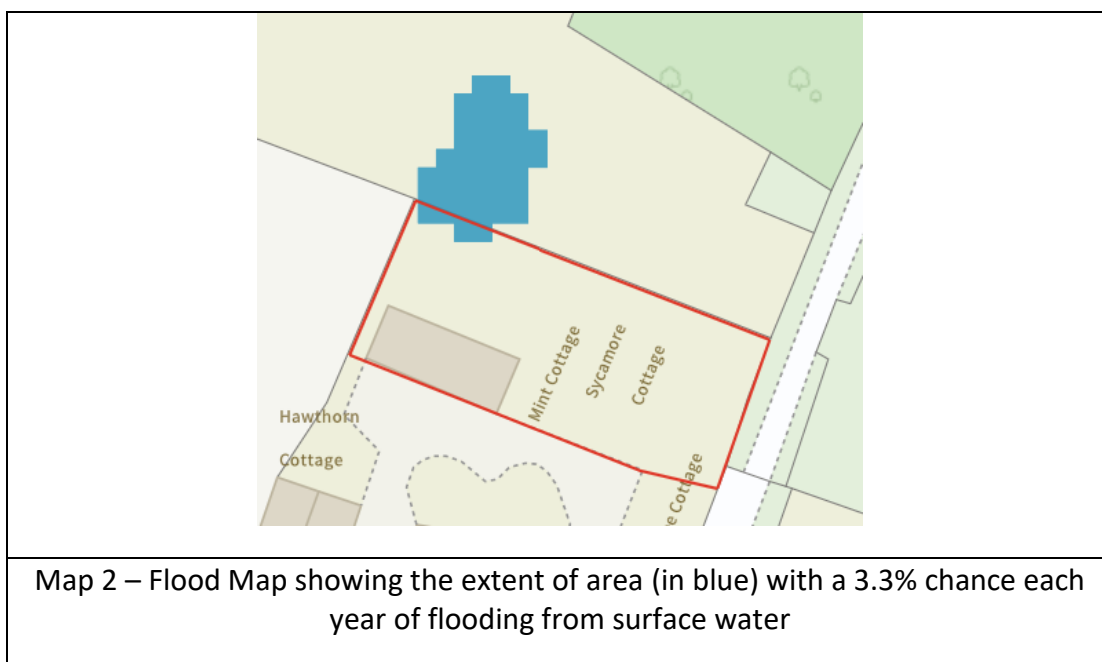 Mint Cottage
Sycamore
Cottage
Hawthorn
Cottage
e Cottage
Map 2 – Flood Map showing the extent of area (in blue) with a 3.3% chance each
year of flooding from surface water